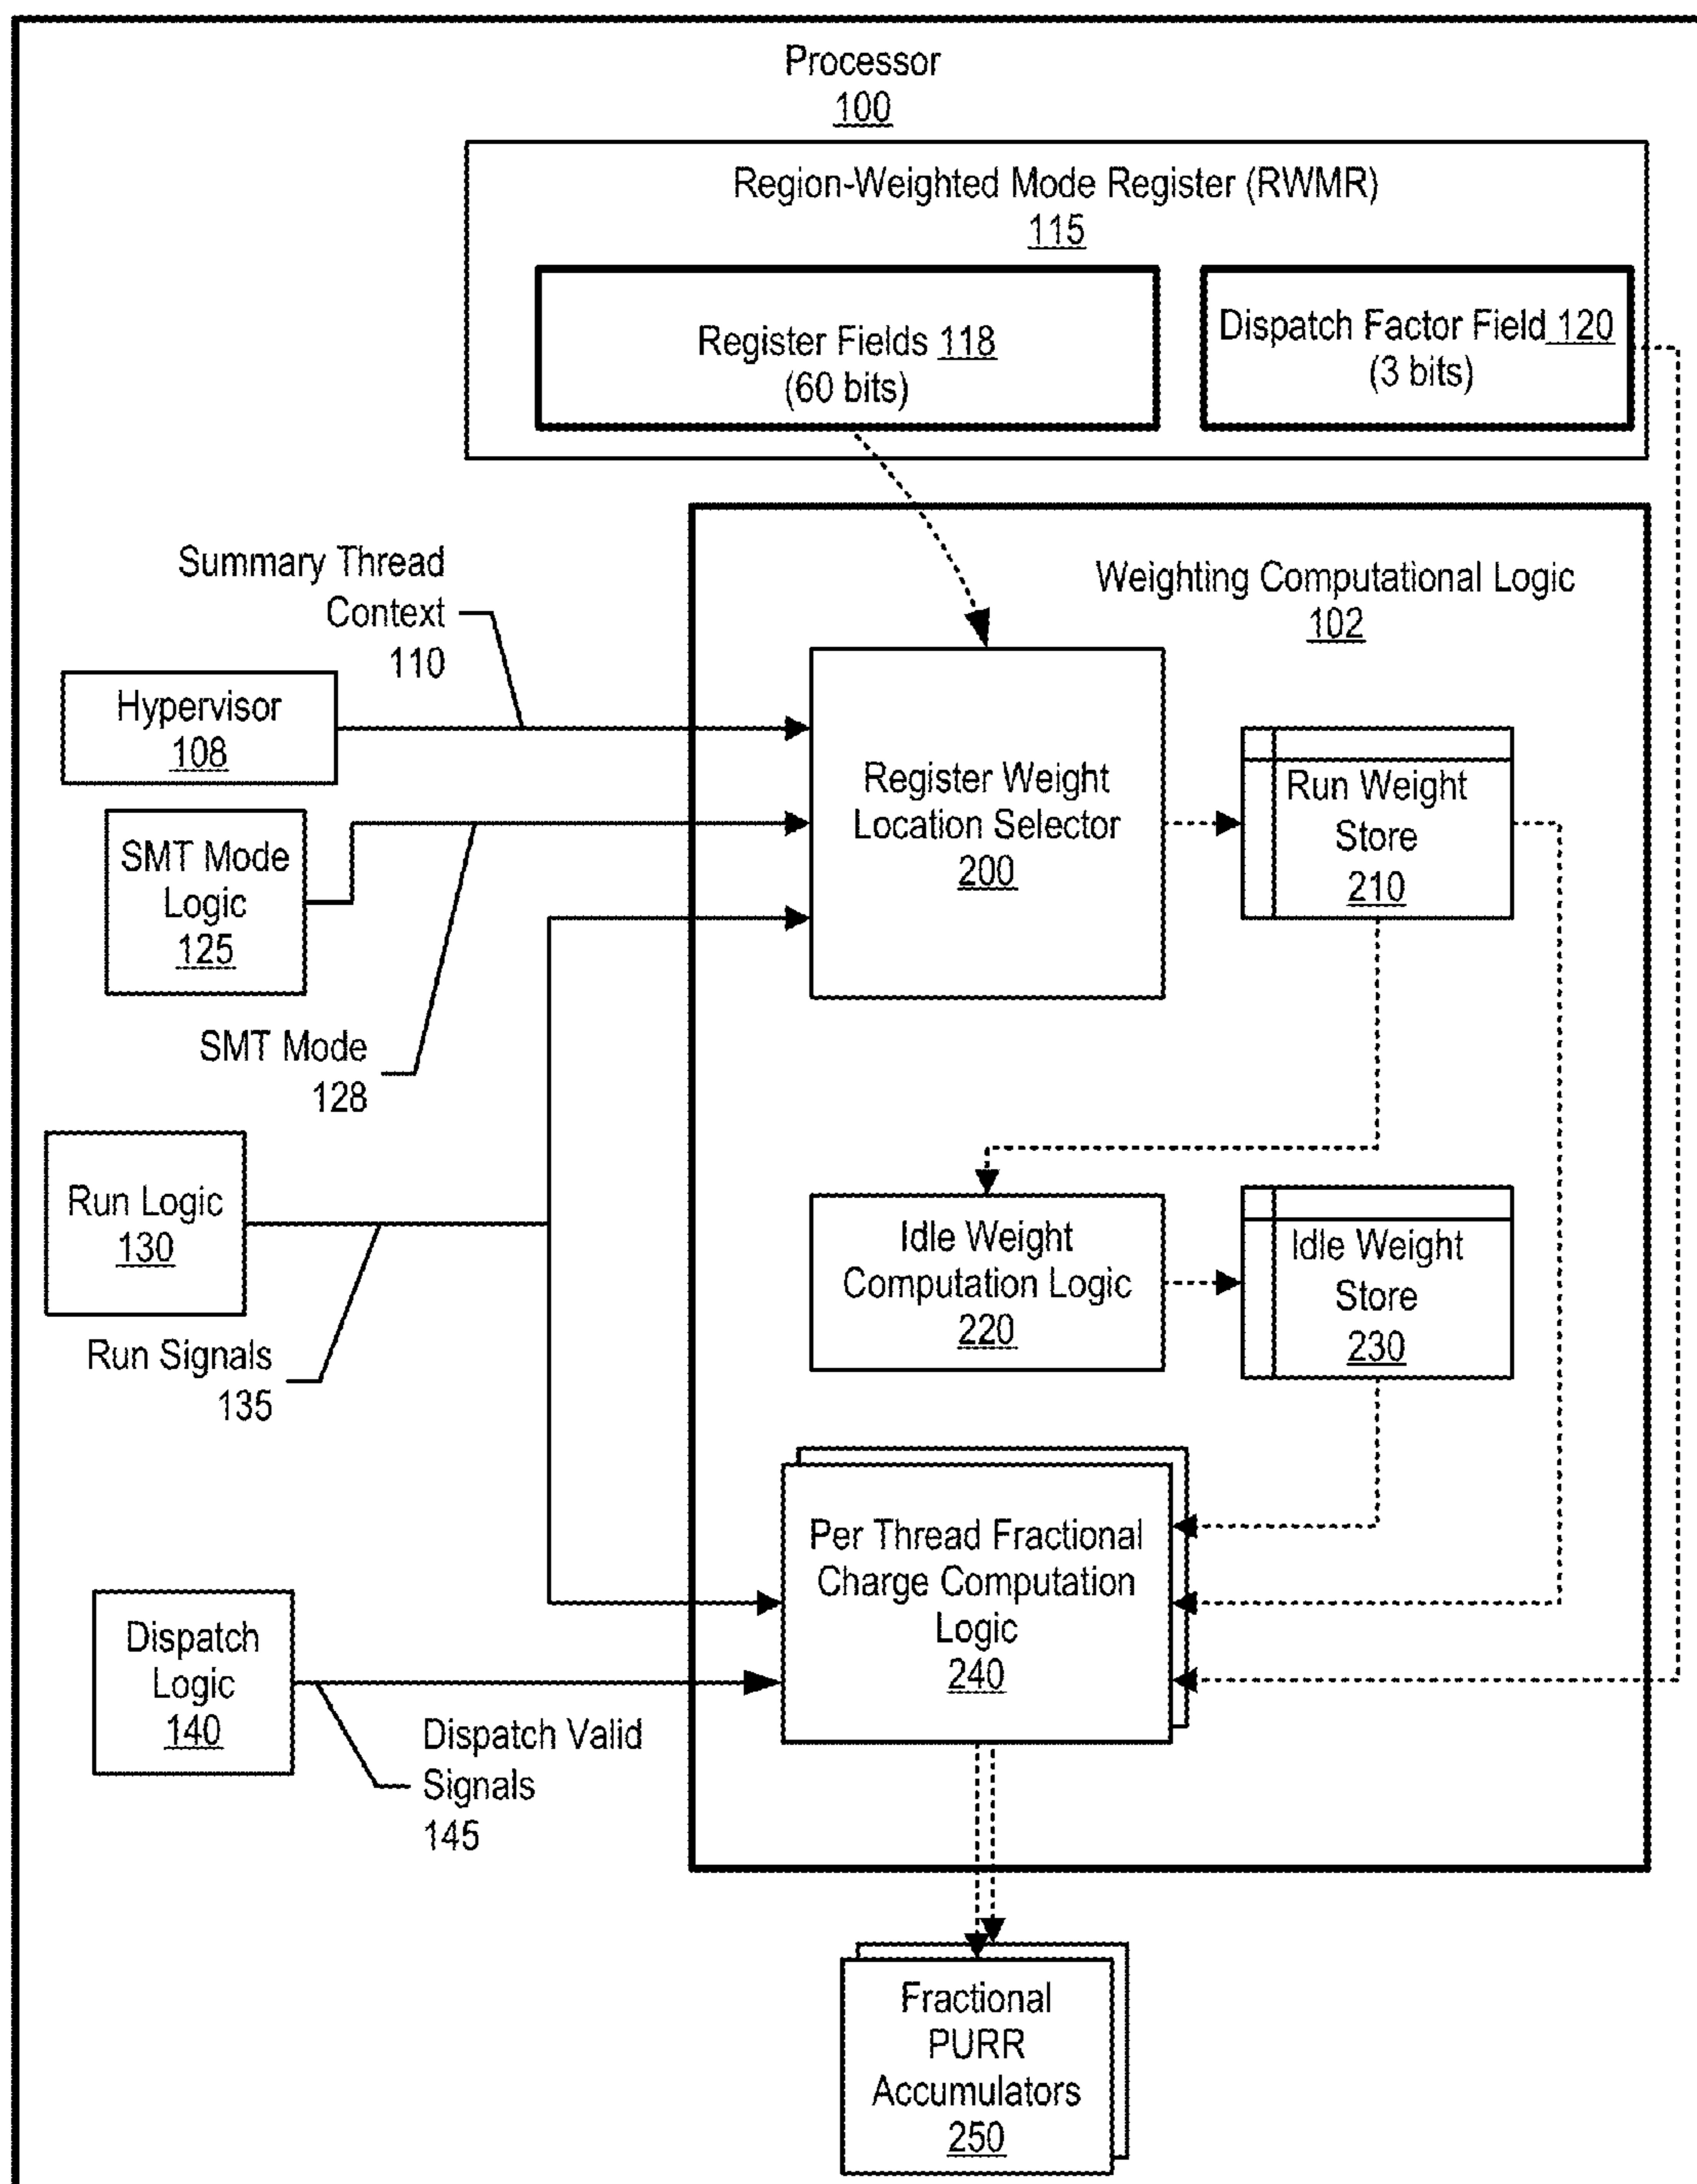 Processor
100
Region-Weighted Mode Register (RWMR)
115
Register Fields 118
(60 bits)
Dispatch Factor Field 120
(3 bits)
Summary Thread
Context
110
Weighting Computational Logic
102
Hypervisor
108
Register Weight
Location Selector
200
Run Weight
Store
210
SMT Mode
Logic
125
SMT Mode
128
Run Logic
130
Idle Weight
Computation Logic
220
Idle Weight
Store
230
Run Signals
135
Per Thread Fractional
Charge Computation
Logic
240
Dispatch
Logic
140
Dispatch Valid
Signals
145
Fractional
PURR
Accumulators
250